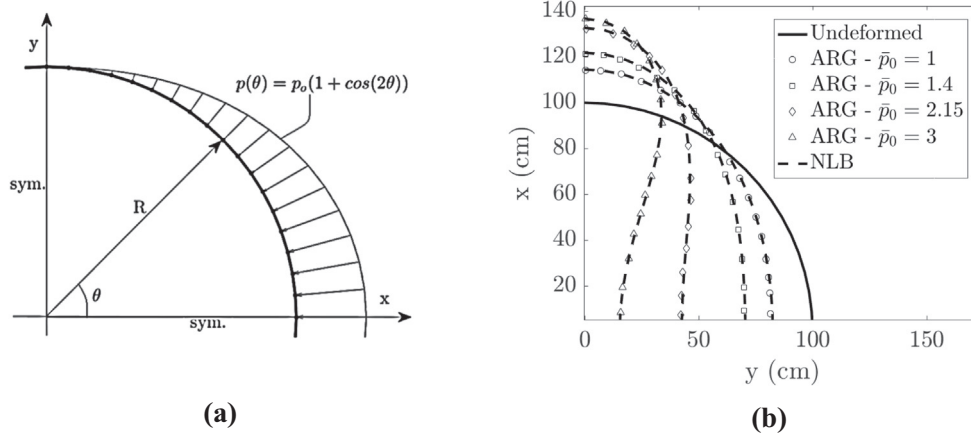 y
p(θ) = pₒ(1 + cos(2θ))
sym.
R
θ
x
sym.
(a)
140
120
100
80
60
40
20
x (cm)
0
50
100
150
y (cm)
Undeformed
ARG - p̄₀ = 1
ARG - p̄₀ = 1.4
ARG - p̄₀ = 2.15
ARG - p̄₀ = 3
NLB
(b)